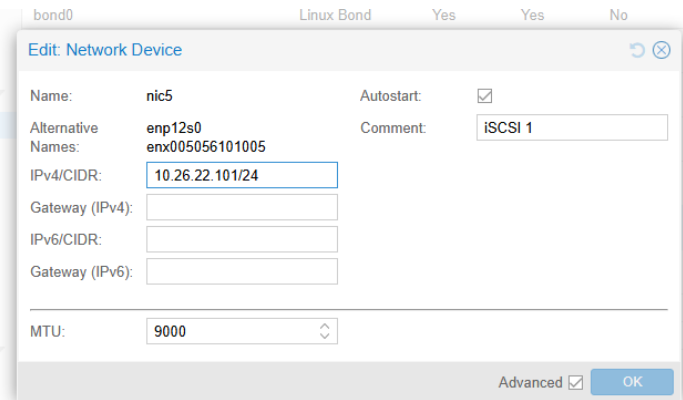 bond0 Linux Bond Yes Yes No
Edit: Network Device
Name: nic5 Autostart:
Alternative Names: enp12s0 Comment: iSCSI 1
enx005056101005
IPv4/CIDR: 10.26.22.101/24
Gateway (IPv4):
IPv6/CIDR:
Gateway (IPv6):
MTU: 9000
Advanced OK